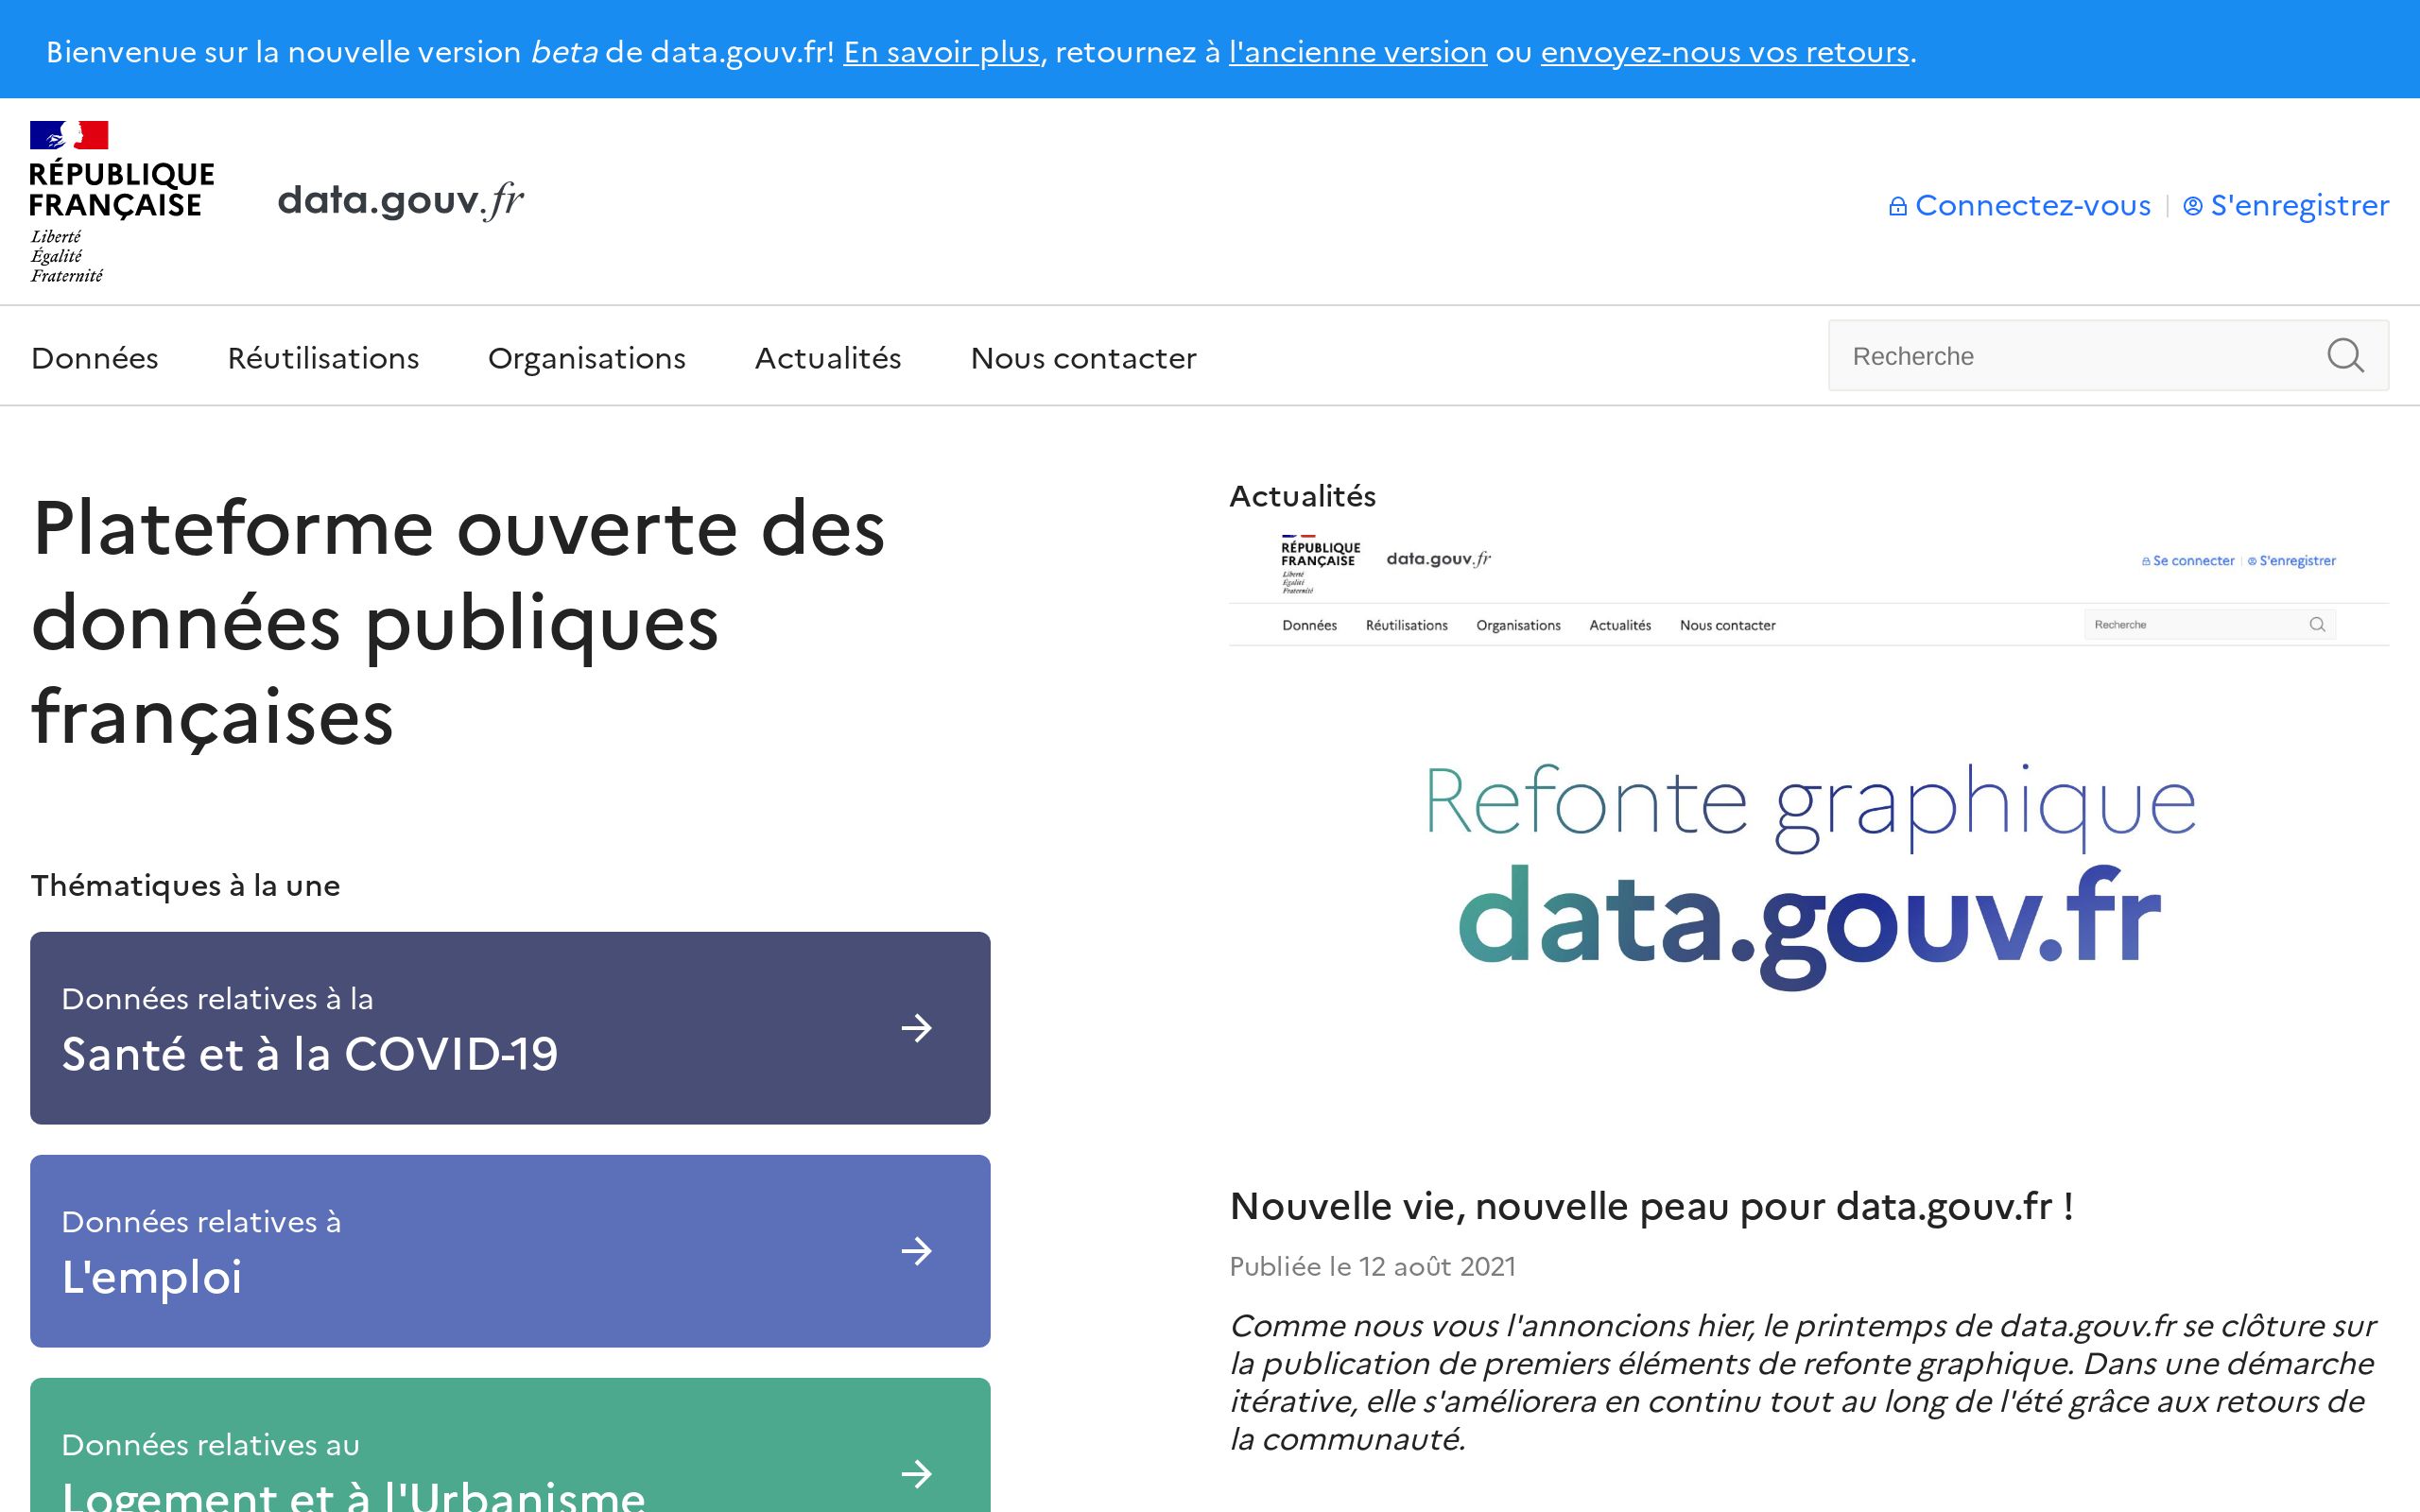 Bienvenue sur la nouvelle version beta de data.gouv.fr! En savoir plus, retournez à l'ancienne version ou envoyez-nous vos retours.
RÉPUBLIQUE
FRANÇAISE
Liberté
Égalité
Fraternité
data.gouv.fr
Connectez-vous
S'enregistrer
Données
Réutilisations
Organisations
Actualités
Nous contacter
Recherche
Plateforme ouverte des
données publiques
françaises
Thématiques à la une
Données relatives à la
Santé et à la COVID-19
Données relatives à
L'emploi
Données relatives au
Logement et à l'Urbanisme
Actualités
RÉPUBLIQUE
FRANÇAISE
Liberté
Égalité
Fraternité
data.gouv.fr
Se connecter
S'enregistrer
Données
Réutilisations
Organisations
Actualités
Nous contacter
Recherche
Refonte graphique
data.gouv.fr
Nouvelle vie, nouvelle peau pour data.gouv.fr !
Publiée le 12 août 2021
Comme nous vous l'annoncions hier, le printemps de data.gouv.fr se clôture sur
la publication de premiers éléments de refonte graphique. Dans une démarche
itérative, elle s'améliorera en continu tout au long de l'été grâce aux retours de
la communauté.